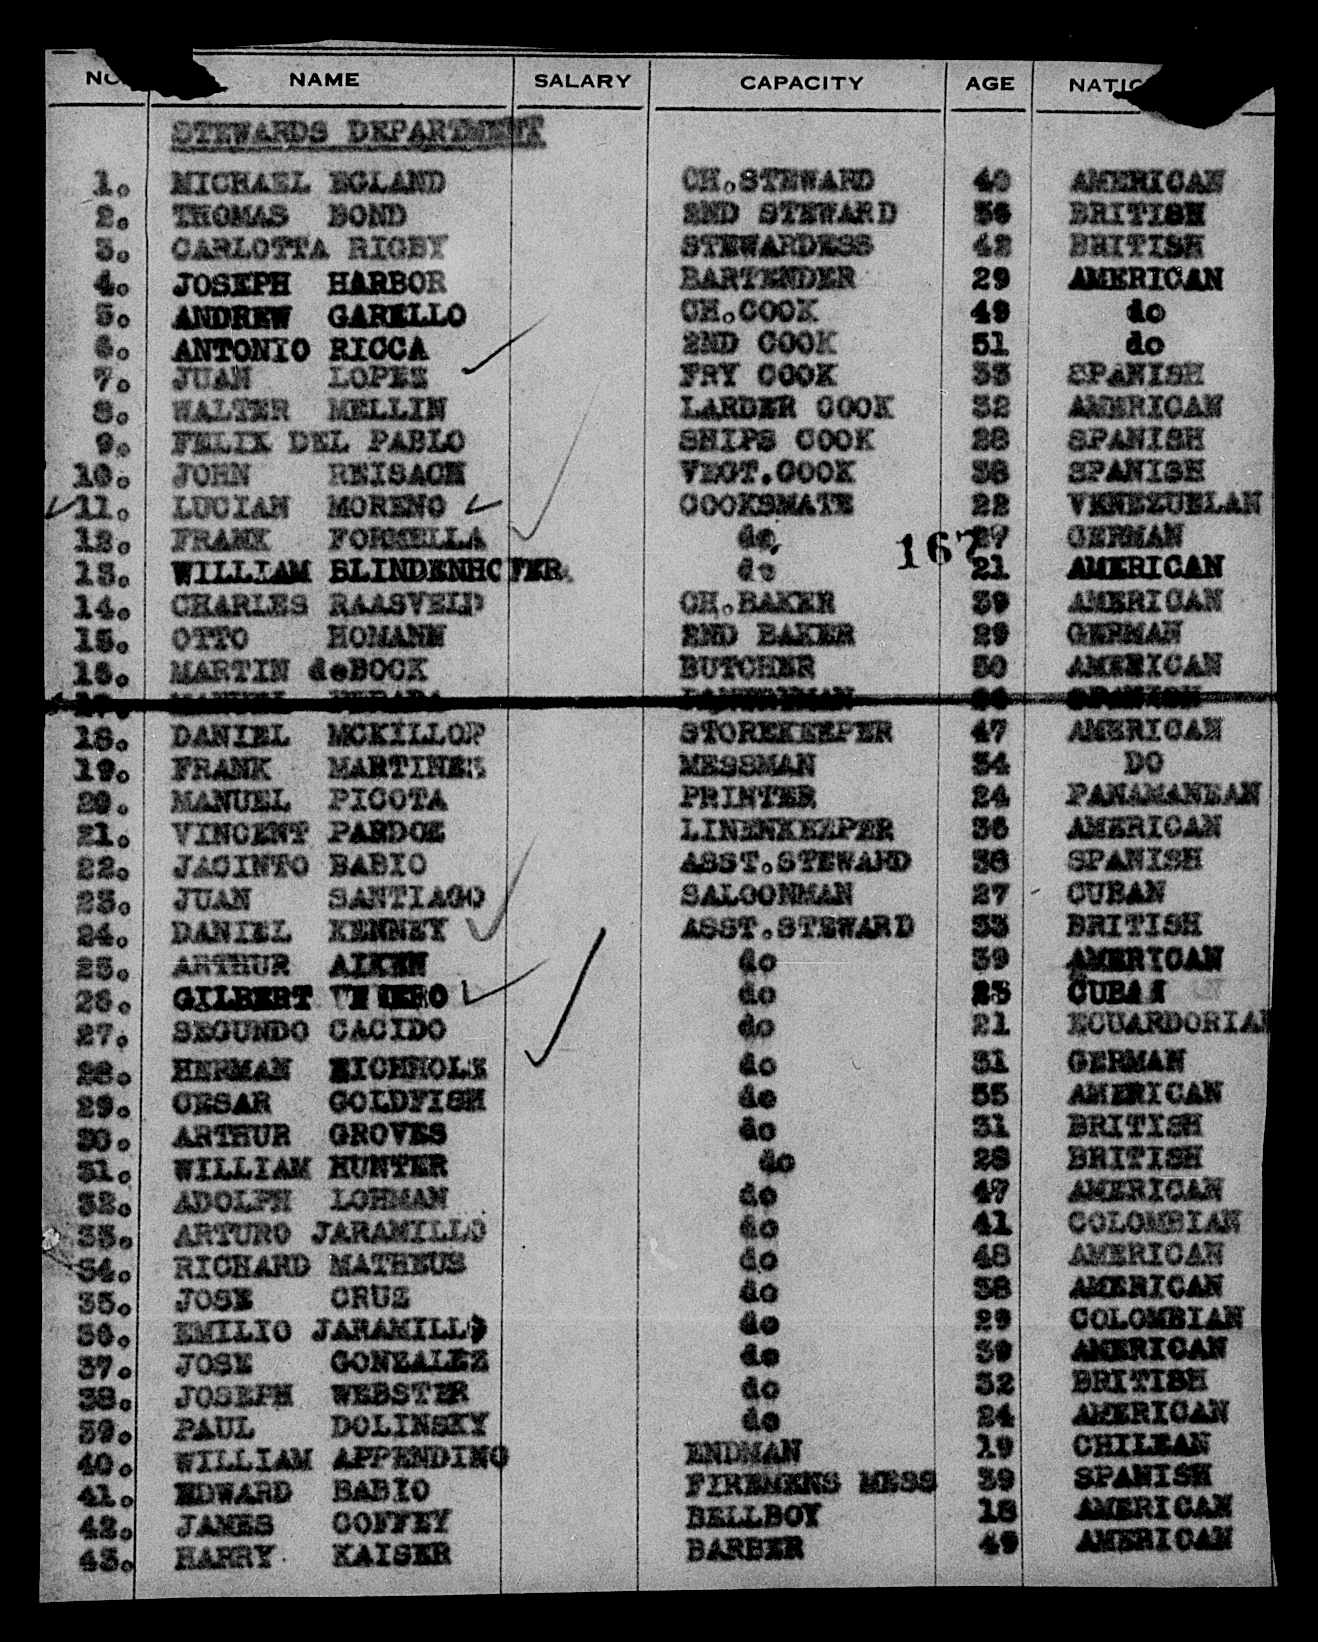 NAME SALARY CAPACITY AGE
STEWARDS DEPARTMENT
1. MICHAEL EGLAND CH.STEWARD 40 AMERICAN
2. THOMAS BOND 2ND STEWARD 36 BRITISH
3. CARLOTTA RIGBY STEWARDESS 42 BRITISH
4. JOSEPH HARBOR BARTENDER 29 AMERICAN
5. ANDREW GARELLO CH.COOK 49 do
6. ANTONIO RICCA 2ND COOK 51 do
7. JUAN LOPEZ FRY COOK 33 SPANISH
8. WALTER MELLIN LARDER COOK 32 AMERICAN
9. FELIX DEL PABLO SHIPS COOK 28 SPANISH
10. JOHN REISACH VEGT.COOK 38 SPANISH
11. LUCIAN MORENO COOKSMATE 22 VENEZUELAN
12. FRANK FORMELLA do 27 GERMAN
167
13. WILLIAM BLINDENHOFER do 21 AMERICAN
14. CHARLES RAASVELD CH.BAKER 39 AMERICAN
15. OTTO HOMANN 2ND BAKER 29 GERMAN
16. MARTIN deBOCK BUTCHER 50 AMERICAN
17. MANUEL PANTRYMAN SPANISH
18. DANIEL MCKILLOP STOREKEEPER 47 AMERICAN
19. FRANK MARTINEZ MESSMAN 34 DO
20. MANUEL PICOTA PRINTER 24 PANAMANEAN
21. VINCENT PARDOE LINENKEEPER 36 AMERICAN
22. JACINTO BABIO ASST.STEWARD 38 SPANISH
23. JUAN SANTIAGO SALOONMAN 27 CUBAN
24. DANIEL KENNEY ASST.STEWARD 33 BRITISH
25. ARTHUR AIKEN do 39 AMERICAN
26. GILBERT do 25 CUBAN
27. SEGUNDO CACIDO do 21 ECUARDORIAN
28. HERMAN EICHHOLZ do 31 GERMAN
29. CESAR GOLDFISH do 55 AMERICAN
30. ARTHUR GROVES do 31 BRITISH
31. WILLIAM HUNTER do 28 BRITISH
32. ADOLPH LOHMAN do 47 AMERICAN
33. ARTURO JARAMILLO do 41 COLOMBIAN
34. RICHARD MATHEUS do 48 AMERICAN
35. JOSE CRUZ do 38 AMERICAN
36. EMILIO JARAMILLO do 29 COLOMBIAN
37. JOSE GONZALEZ do 39 AMERICAN
38. JOSEPH WEBSTER do 32 BRITISH
39. PAUL DOLINSKY do 24 AMERICAN
40. WILLIAM APPENDINO ENDMAN 19 CHILEAN
41. EDWARD BABIO FIREMENS MESS 39 SPANISH
42. JAMES COFFEY BELLBOY 18 AMERICAN
43. HARRY KAISER BARBER 49 AMERICAN